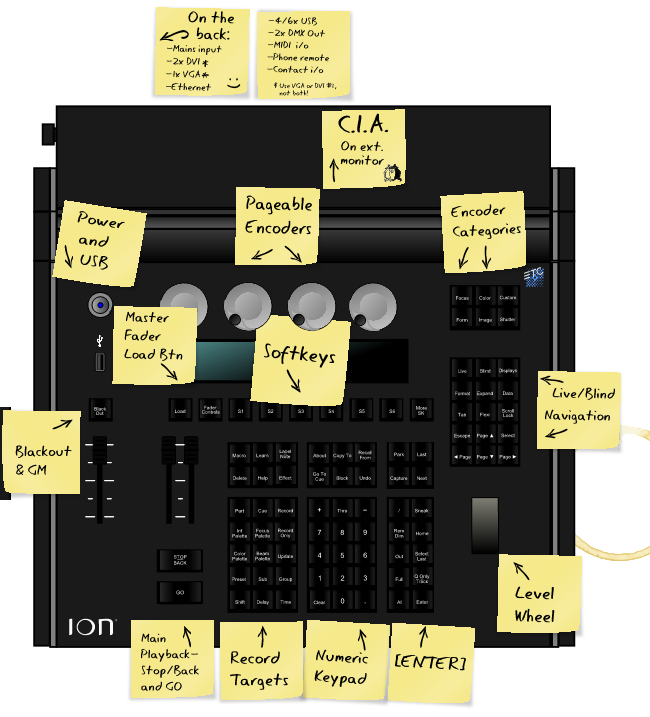 On the
back:
-Mains input
-2x DVI *
-1x VGA*
-Ethernet
-4/6x USB
-2x DMX Out
-MIDI i/o
-Phone remote
-Contact i/o
* Use VGA or DVI #2,
not both!
C.I.A.
On ext.
monitor
Power
and
USB
Pageable
Encoders
Encoder
Categories
ETC
Master
Fader
Load Btn
Softkeys
Focus Color Custom
Form Image Shutter
Live Blind Displays
Format Expand Data
Tab Flexi Scroll
Lock
Escape Page ▲ Select
◄ Page Page ▼ Page ►
Live/Blind
Navigation
Black
Out
Load Fader
Controls S1 S2 S3 S4 S5 S6 More
SK
Blackout
& GM
Macro Learn Label
Note About Copy To Recall
From Park Last
Delete Help Effect Go To
Cue Block Undo Capture Next
Part Cue Record + Thru – / Sneak
Int
Palette Focus
Palette Record
Only 7 8 9 Rem
Dim Home
Color
Palette Beam
Palette Update 4 5 6 Out Select
Last
Preset Sub Group 1 2 3 Full Q Only
Track
Shift Delay Time Clear 0 . At Enter
STOP
BACK
GO
Level
Wheel
ion
Main
Playback-
Stop/Back
and GO
Record
Targets
Numeric
Keypad
[ENTER]